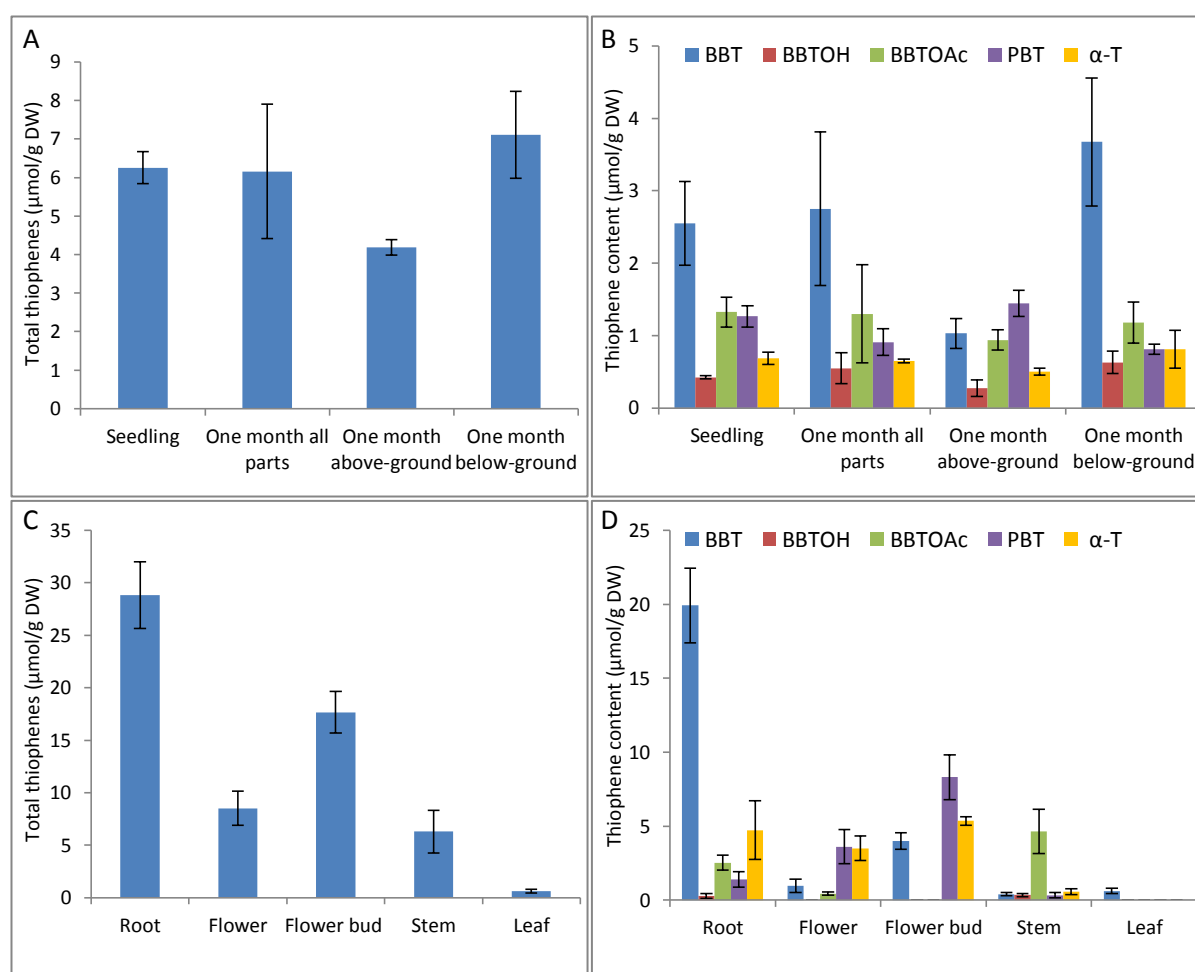 A
Total thiophenes (µmol/g DW)
9
8
7
6
5
4
3
2
1
0
Seedling
One month all
parts
One month
above-ground
One month
below-ground
B
BBT BBTOH BBTOAc PBT α-T
Thiophene content (µmol/g DW)
5
4
3
2
1
0
Seedling
One month all
parts
One month
above-ground
One month
below-ground
C
Total thiophenes (µmol/g DW)
35
30
25
20
15
10
5
0
Root Flower Flower bud Stem Leaf
D
BBT BBTOH BBTOAc PBT α-T
Thiophene content (µmol/g DW)
25
20
15
10
5
0
Root Flower Flower bud Stem Leaf